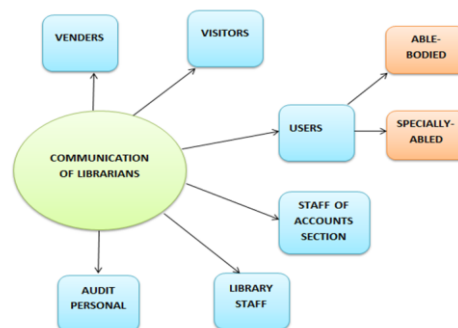 VENDERS
VISITORS
ABLE-
BODIED
USERS
SPECIALLY-
ABLED
COMMUNICATION
OF LIBRARIANS
STAFF OF
ACCOUNTS
SECTION
AUDIT
PERSONAL
LIBRARY
STAFF